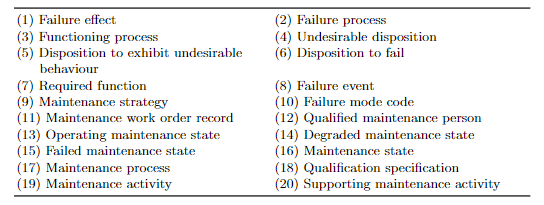 (1) Failure effect (2) Failure process
(3) Functioning process (4) Undesirable disposition
(5) Disposition to exhibit undesirable (6) Disposition to fail
behaviour
(7) Required function (8) Failure event
(9) Maintenance strategy (10) Failure mode code
(11) Maintenance work order record (12) Qualified maintenance person
(13) Operating maintenance state (14) Degraded maintenance state
(15) Failed maintenance state (16) Maintenance state
(17) Maintenance process (18) Qualification specification
(19) Maintenance activity (20) Supporting maintenance activity